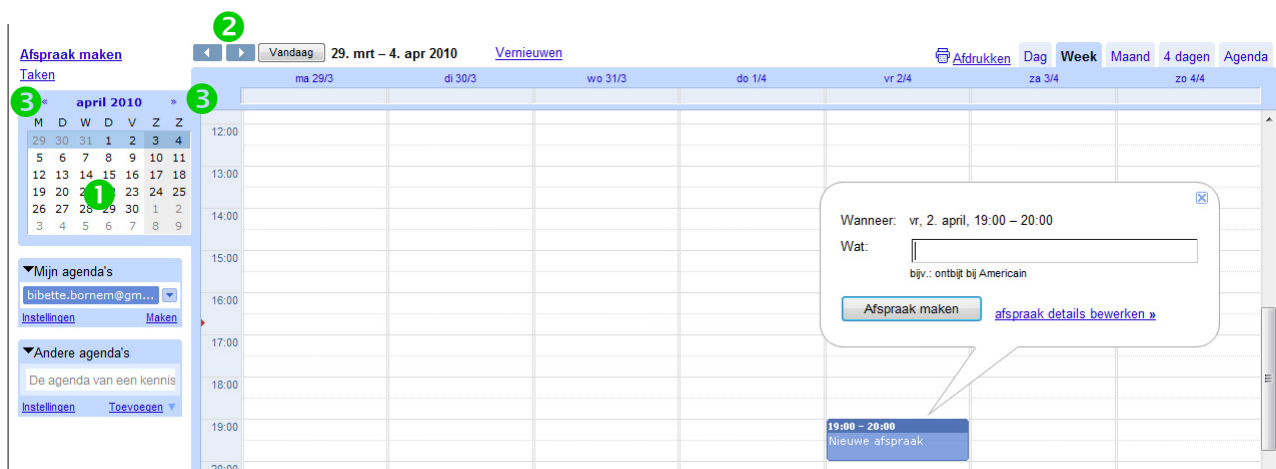 2
Afspraak maken
Vandaag 29. mrt – 4. apr 2010 Vernieuwen Afdrukken Dag Week Maand 4 dagen Agenda
Taken
ma 29/3 di 30/3 wo 31/3 do 1/4 vr 2/4 za 3/4 zo 4/4
3 « april 2010 » 3
M D W D V Z Z
29 30 31 1 2 3 4
5 6 7 8 9 10 11
12 13 14 15 16 17 18
19 20 23 24 25
1
26 27 28 29 30 1 2
3 4 5 6 7 8 9
Mijn agenda's
bibette.bornem@gm...
Instellingen Maken
Andere agenda's
De agenda van een kennis
Instellingen Toevoegen
12:00
13:00
14:00
15:00
16:00
17:00
18:00
19:00
20:00
Wanneer: vr, 2. april, 19:00 – 20:00
Wat:
bijv.: ontbijt bij Americain
Afspraak maken afspraak details bewerken »
19:00 – 20:00
Nieuwe afspraak